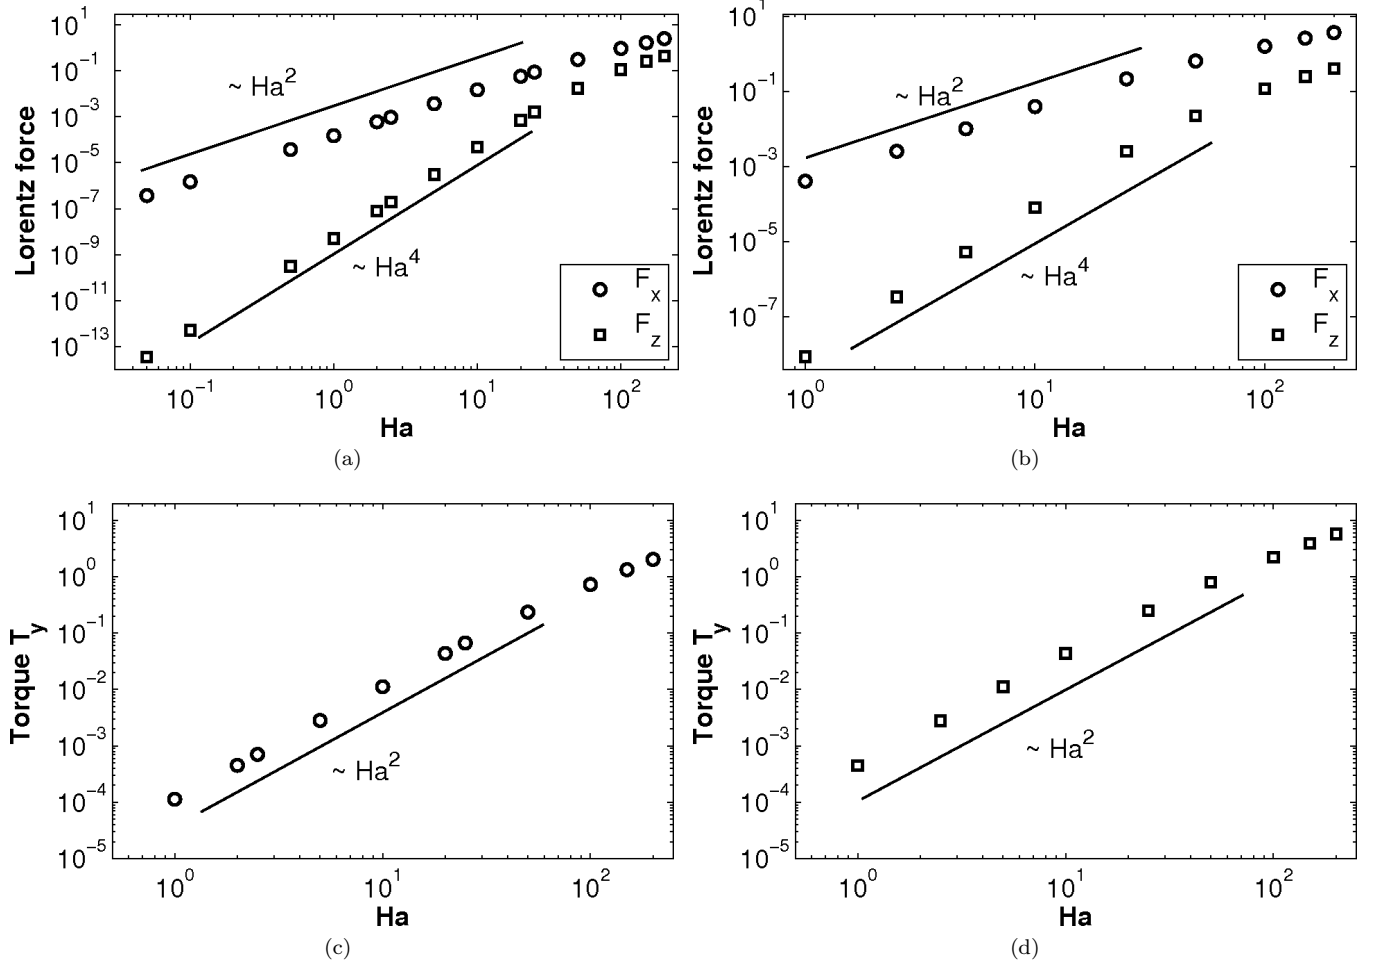 10^1
10^-1
10^-3
10^-5
10^-7
10^-9
10^-11
10^-13
Lorentz force
~ Ha^2
~ Ha^4
F_x
F_z
10^-1 10^0 10^1 10^2
Ha
(a)
10^1
10^-1
10^-3
10^-5
10^-7
Lorentz force
~ Ha^2
~ Ha^4
F_x
F_z
10^0 10^1 10^2
Ha
(b)
10^1
10^0
10^-1
10^-2
10^-3
10^-4
10^-5
Torque T_y
~ Ha^2
10^0 10^1 10^2
Ha
(c)
10^1
10^0
10^-1
10^-2
10^-3
10^-4
10^-5
Torque T_y
~ Ha^2
10^0 10^1 10^2
Ha
(d)